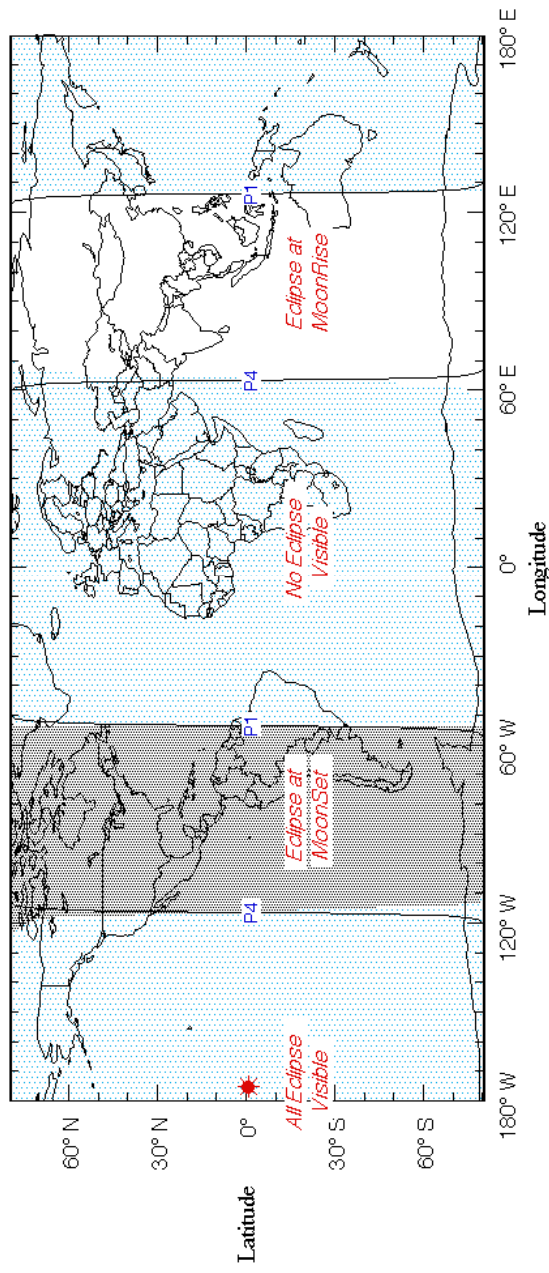 60° N
30° N
0°
30° S
60° S
Latitude
All Eclipse
Visible
Eclipse at
MoonSet
No Eclipse
Visible
Eclipse at
MoonRise
P4
P1
P4
P1
180° W
120° W
60° W
0°
60° E
120° E
180° E
Longitude